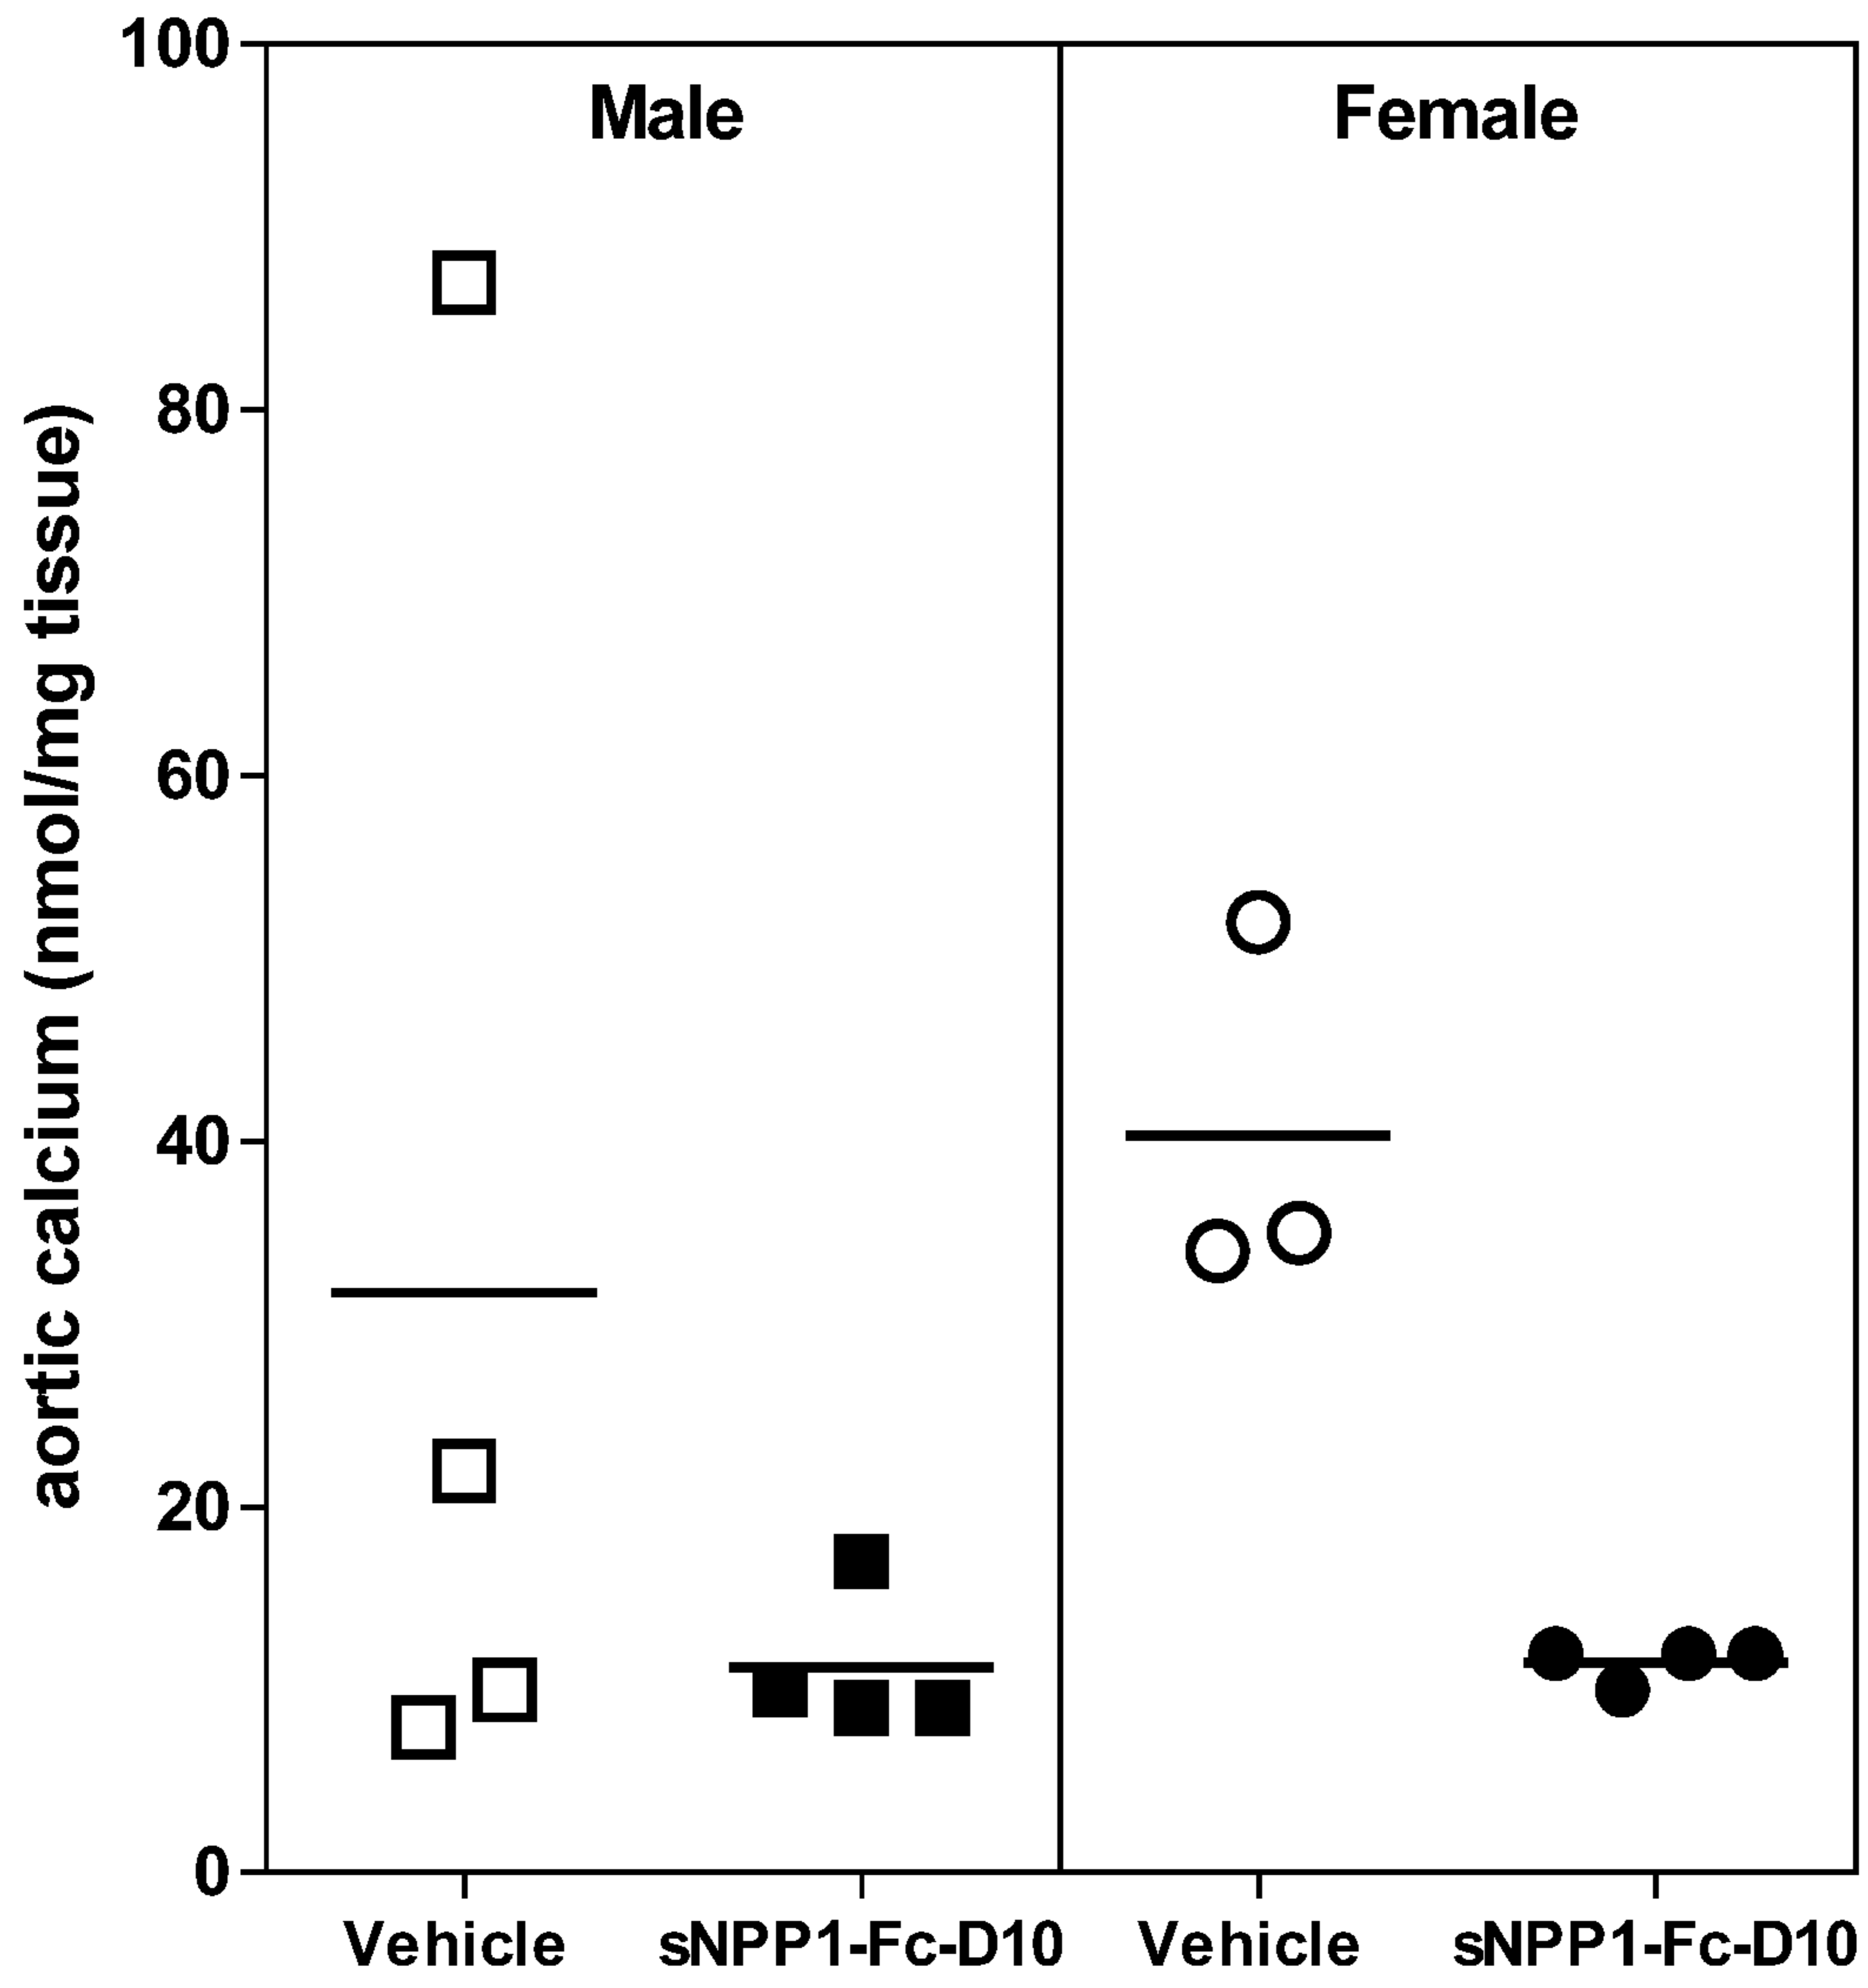 100
Male
Female
80
60
40
20
0
aortic calcium (nmol/mg tissue)
Vehicle
sNPP1-Fc-D10
Vehicle
sNPP1-Fc-D10